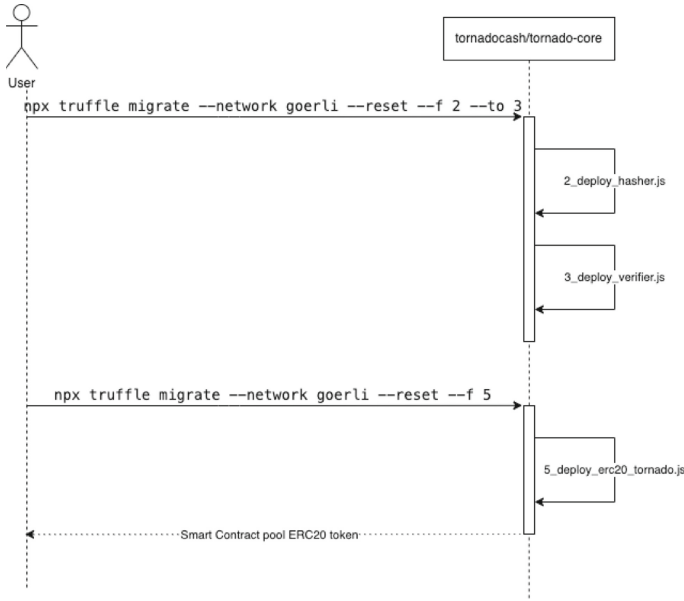 tornadocash/tornado-core
User
npx truffle migrate --network goerli --reset --f 2 --to 3
2_deploy_hasher.js
3_deploy_verifier.js
npx truffle migrate --network goerli --reset --f 5
5_deploy_erc20_tornado.js
Smart Contract pool ERC20 token